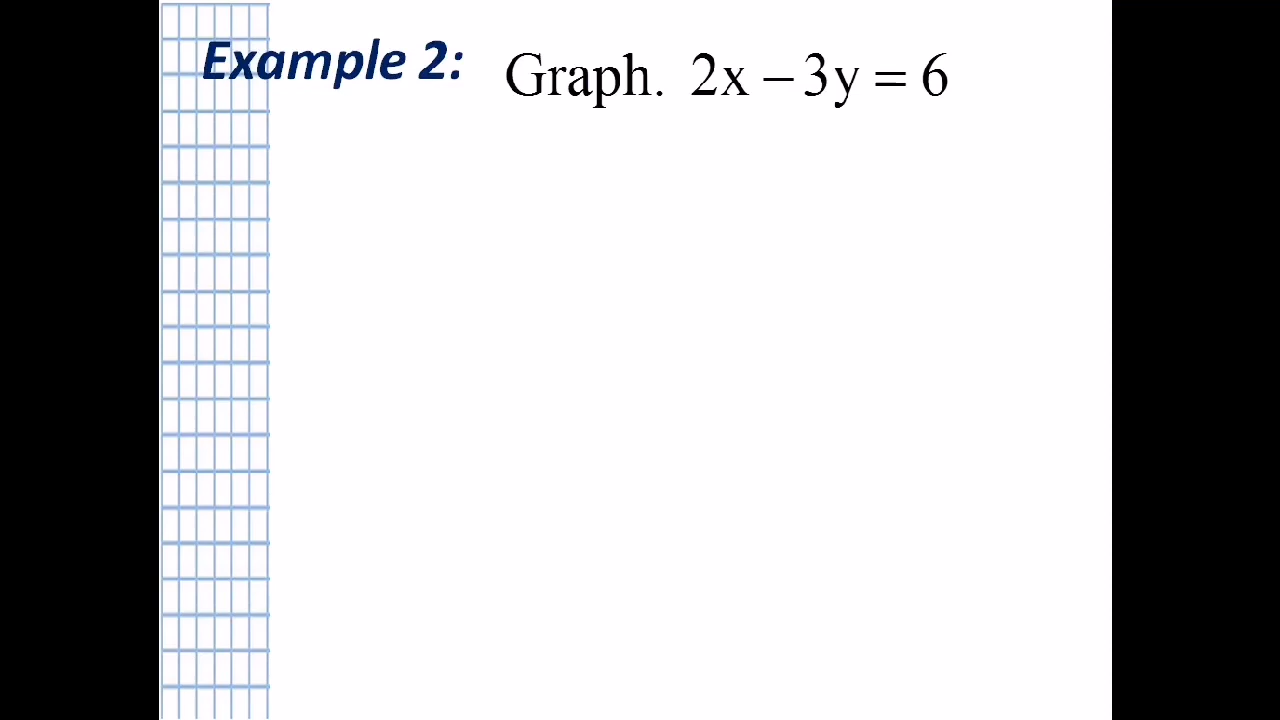 Example 2: Graph. 2x − 3y = 6